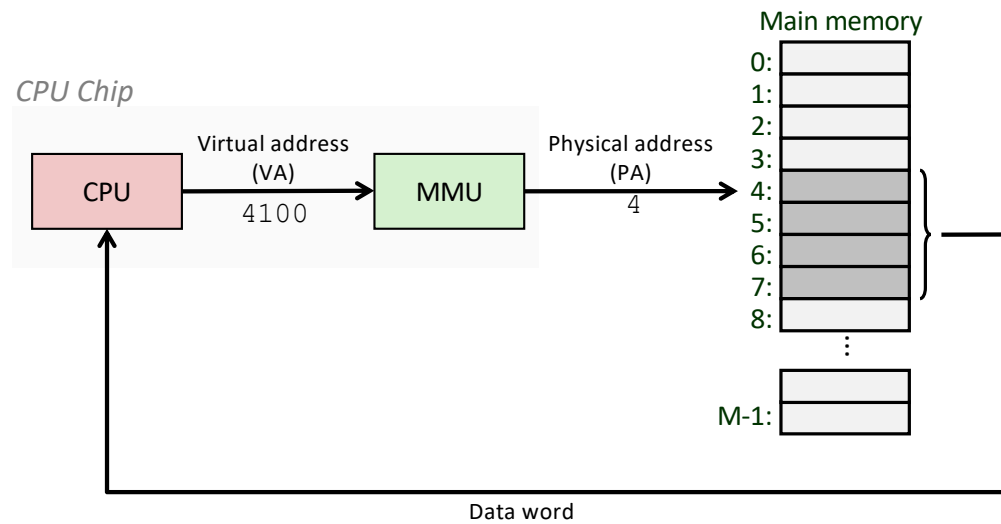 Main memory
0:
CPU Chip
1:
2:
Virtual address
(VA)
Physical address
(PA)
3:
CPU
4100
MMU
4
4:
5:
6:
7:
8:
...
M-1:
Data word